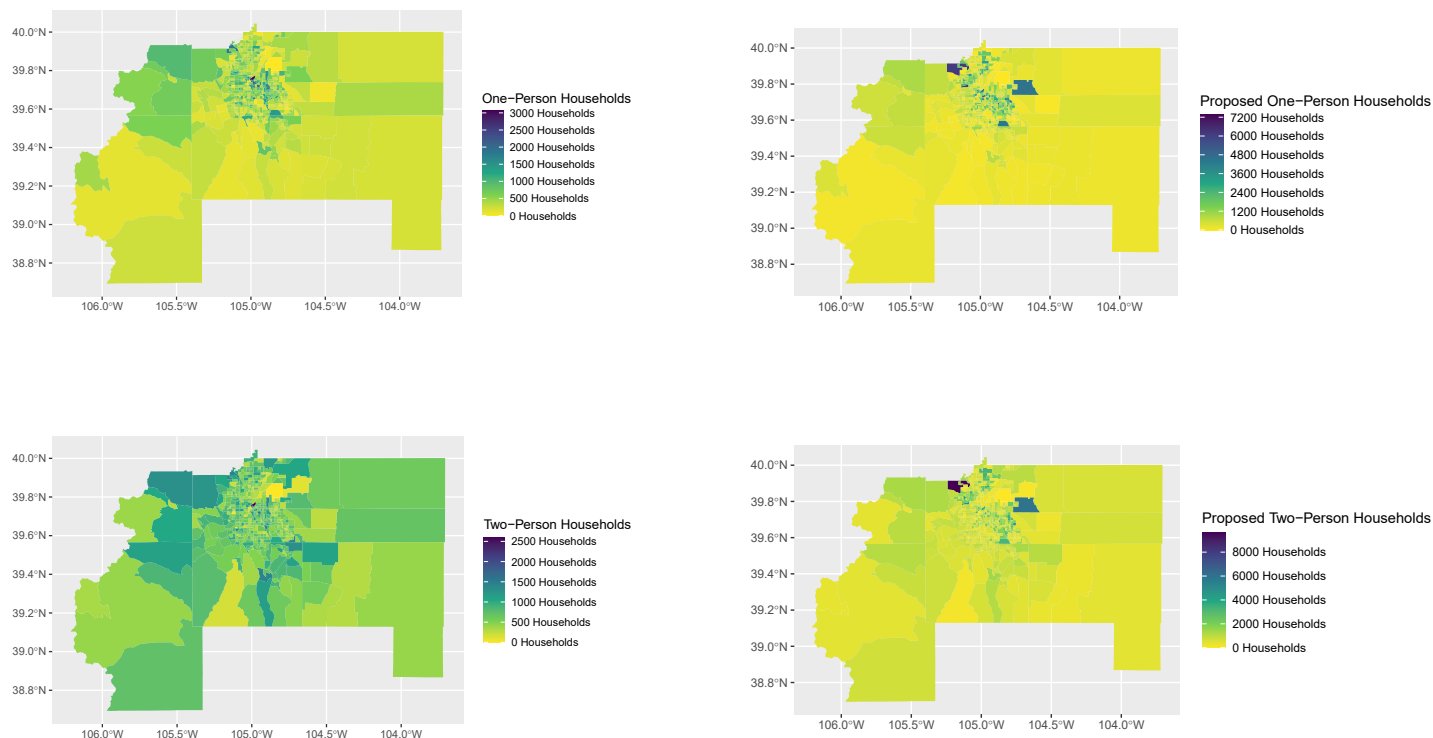 40.0°N
39.8°N
39.6°N
39.4°N
39.2°N
39.0°N
38.8°N
106.0°W 105.5°W 105.0°W 104.5°W 104.0°W
One−Person Households
3000 Households
2500 Households
2000 Households
1500 Households
1000 Households
500 Households
0 Households
40.0°N
39.8°N
39.6°N
39.4°N
39.2°N
39.0°N
38.8°N
106.0°W 105.5°W 105.0°W 104.5°W 104.0°W
Proposed One−Person Households
7200 Households
6000 Households
4800 Households
3600 Households
2400 Households
1200 Households
0 Households
40.0°N
39.8°N
39.6°N
39.4°N
39.2°N
39.0°N
38.8°N
106.0°W 105.5°W 105.0°W 104.5°W 104.0°W
Two−Person Households
2500 Households
2000 Households
1500 Households
1000 Households
500 Households
0 Households
40.0°N
39.8°N
39.6°N
39.4°N
39.2°N
39.0°N
38.8°N
106.0°W 105.5°W 105.0°W 104.5°W 104.0°W
Proposed Two−Person Households
8000 Households
6000 Households
4000 Households
2000 Households
0 Households